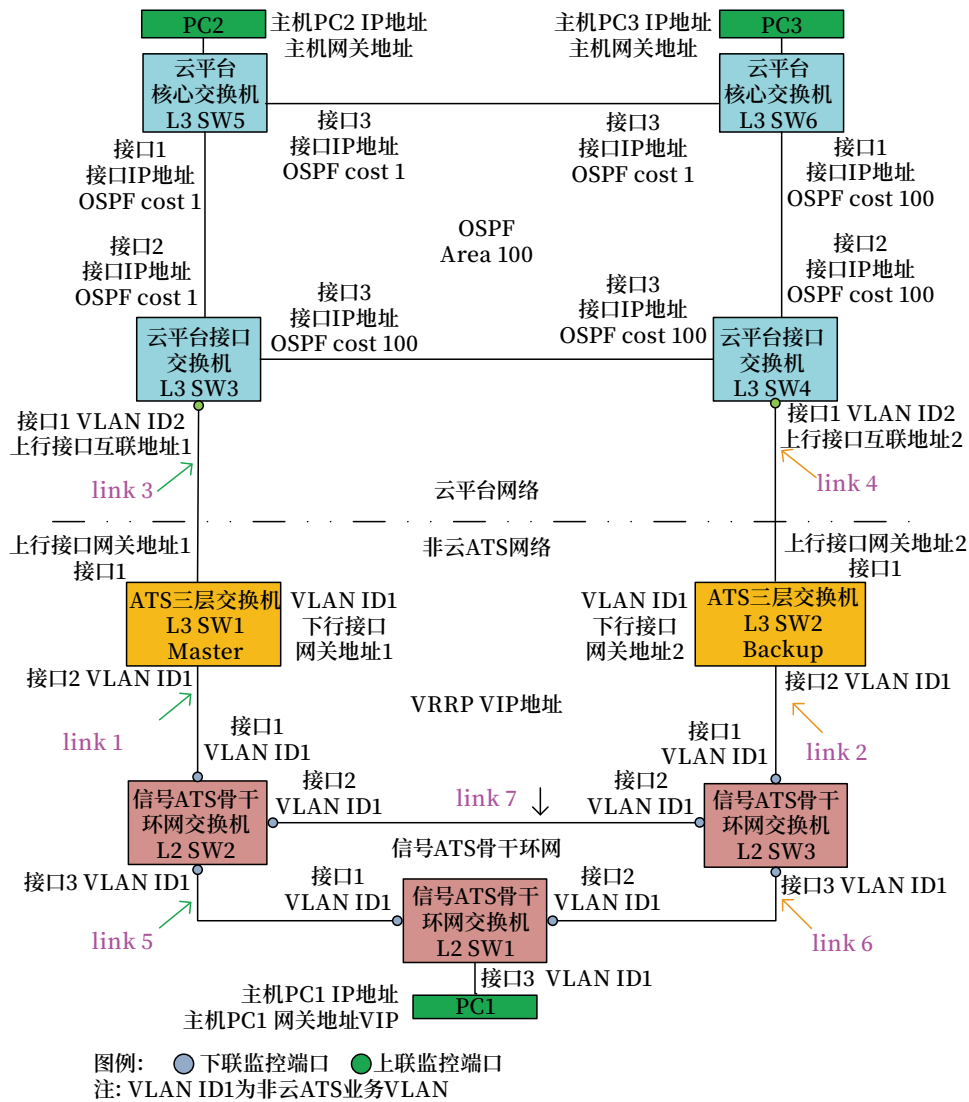 PC2
主机PC2 IP地址
主机网关地址
主机PC3 IP地址
主机网关地址
PC3
云平台
核心交换机
L3 SW5
云平台
核心交换机
L3 SW6
接口3
接口IP地址
OSPF cost 1
接口3
接口IP地址
OSPF cost 1
接口1
接口IP地址
OSPF cost 1
接口1
接口IP地址
OSPF cost 100
OSPF
Area 100
接口2
接口IP地址
OSPF cost 1
接口2
接口IP地址
OSPF cost 100
接口3
接口IP地址
OSPF cost 100
接口3
接口IP地址
OSPF cost 100
云平台接口
交换机
L3 SW3
云平台接口
交换机
L3 SW4
接口1 VLAN ID2
上行接口互联地址1
接口1 VLAN ID2
上行接口互联地址2
link 3
link 4
云平台网络
非云ATS网络
上行接口网关地址1
接口1
上行接口网关地址2
接口1
ATS三层交换机
L3 SW1
Master
VLAN ID1
下行接口
网关地址1
VLAN ID1
下行接口
网关地址2
ATS三层交换机
L3 SW2
Backup
接口2 VLAN ID1
接口2 VLAN ID1
VRRP VIP地址
link 1
link 2
接口1
VLAN ID1
接口1
VLAN ID1
信号ATS骨干
环网交换机
L2 SW2
接口2
VLAN ID1
link 7
接口2
VLAN ID1
信号ATS骨干
环网交换机
L2 SW3
信号ATS骨干环网
接口3 VLAN ID1
接口3 VLAN ID1
接口1
VLAN ID1
接口2
VLAN ID1
信号ATS骨干
环网交换机
L2 SW1
link 5
link 6
接口3 VLAN ID1
主机PC1 IP地址
主机PC1 网关地址VIP
PC1
图例: 下联监控端口 上联监控端口
注: VLAN ID1为非云ATS业务VLAN